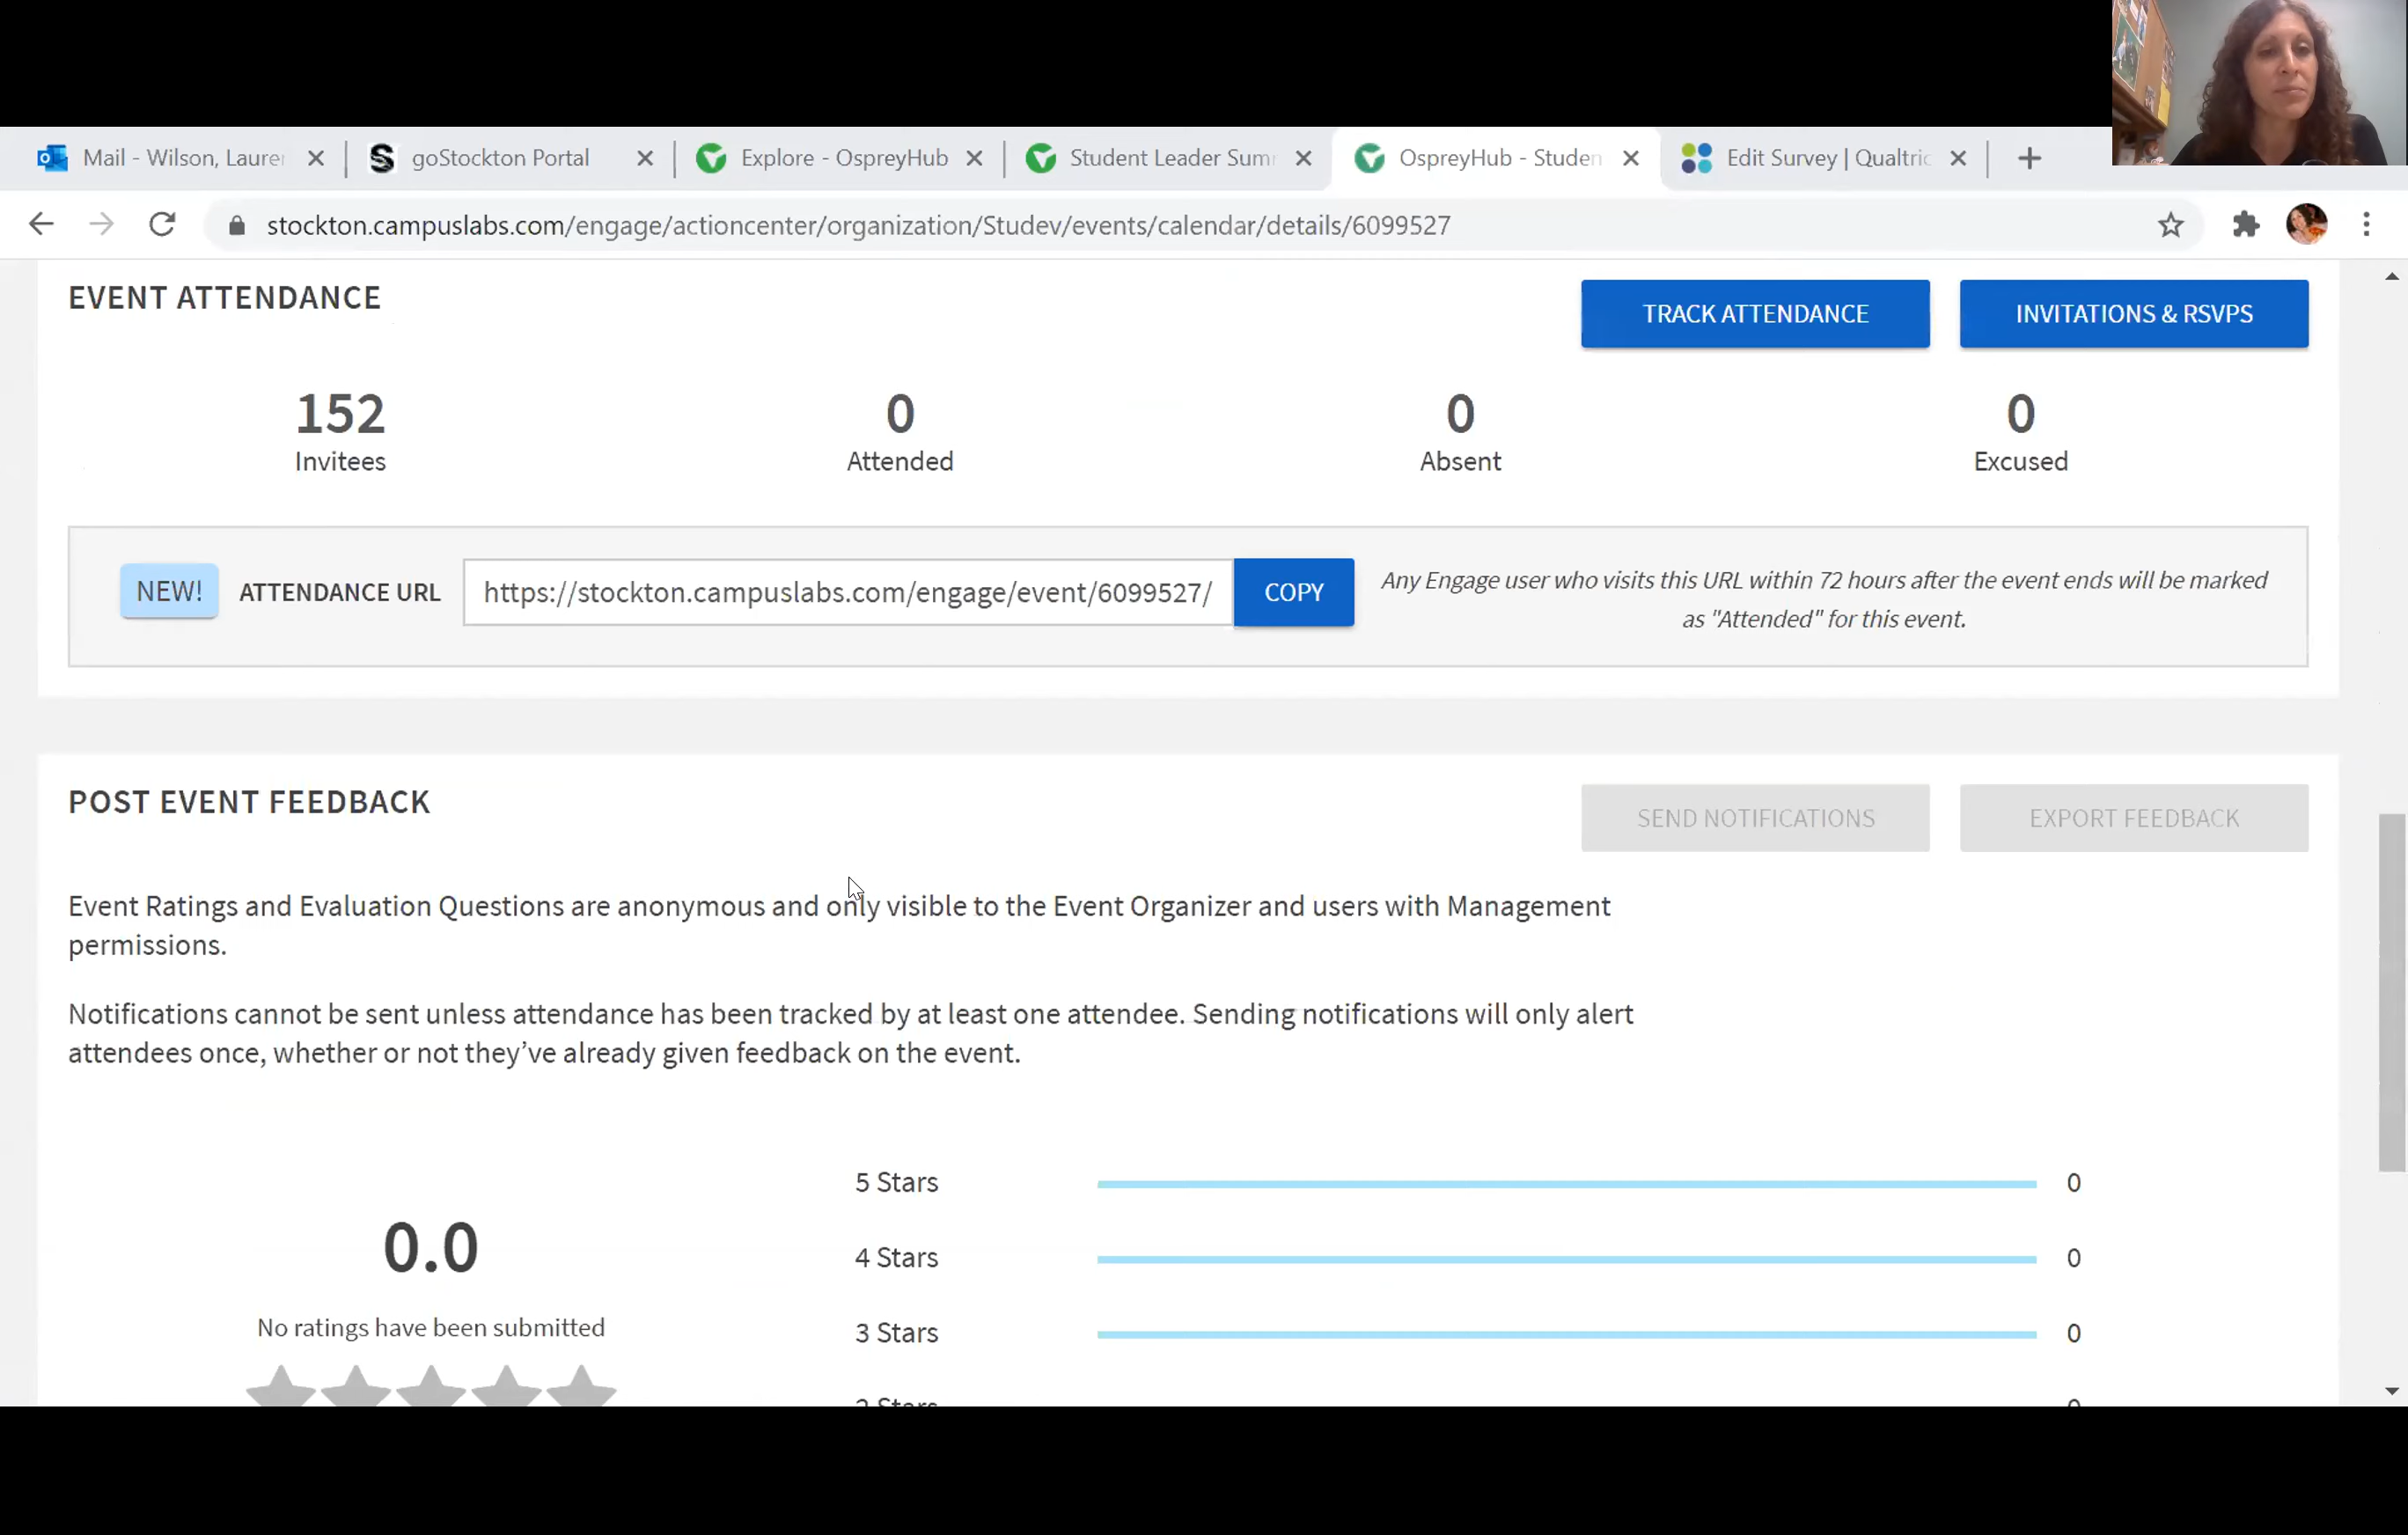 Mail - Wilson, Laure
goStockton Portal
Explore - OspreyHub
Student Leader Sum
OspreyHub - Studen
Edit Survey | Qualtric
stockton.campuslabs.com/engage/actioncenter/organization/Studev/events/calendar/details/6099527
EVENT ATTENDANCE
TRACK ATTENDANCE
INVITATIONS & RSVPS
152
0
0
0
Invitees
Attended
Absent
Excused
NEW!
ATTENDANCE URL
https://stockton.campuslabs.com/engage/event/6099527/
COPY
Any Engage user who visits this URL within 72 hours after the event ends will be marked
as "Attended" for this event.
POST EVENT FEEDBACK
SEND NOTIFICATIONS
EXPORT FEEDBACK
Event Ratings and Evaluation Questions are anonymous and only visible to the Event Organizer and users with Management
permissions.
Notifications cannot be sent unless attendance has been tracked by at least one attendee. Sending notifications will only alert
attendees once, whether or not they’ve already given feedback on the event.
0.0
No ratings have been submitted
5 Stars
0
4 Stars
0
3 Stars
0
2 Stars
0